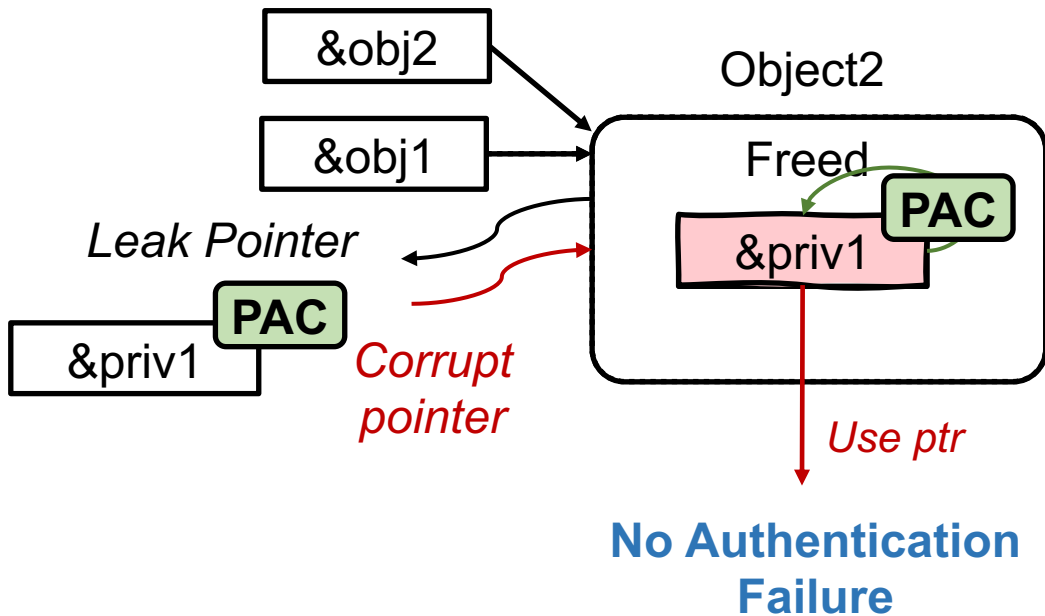 &obj2
Object2
&obj1
Freed
PAC
Leak Pointer
&priv1
PAC
&priv1
Corrupt
pointer
Use ptr
No Authentication
Failure